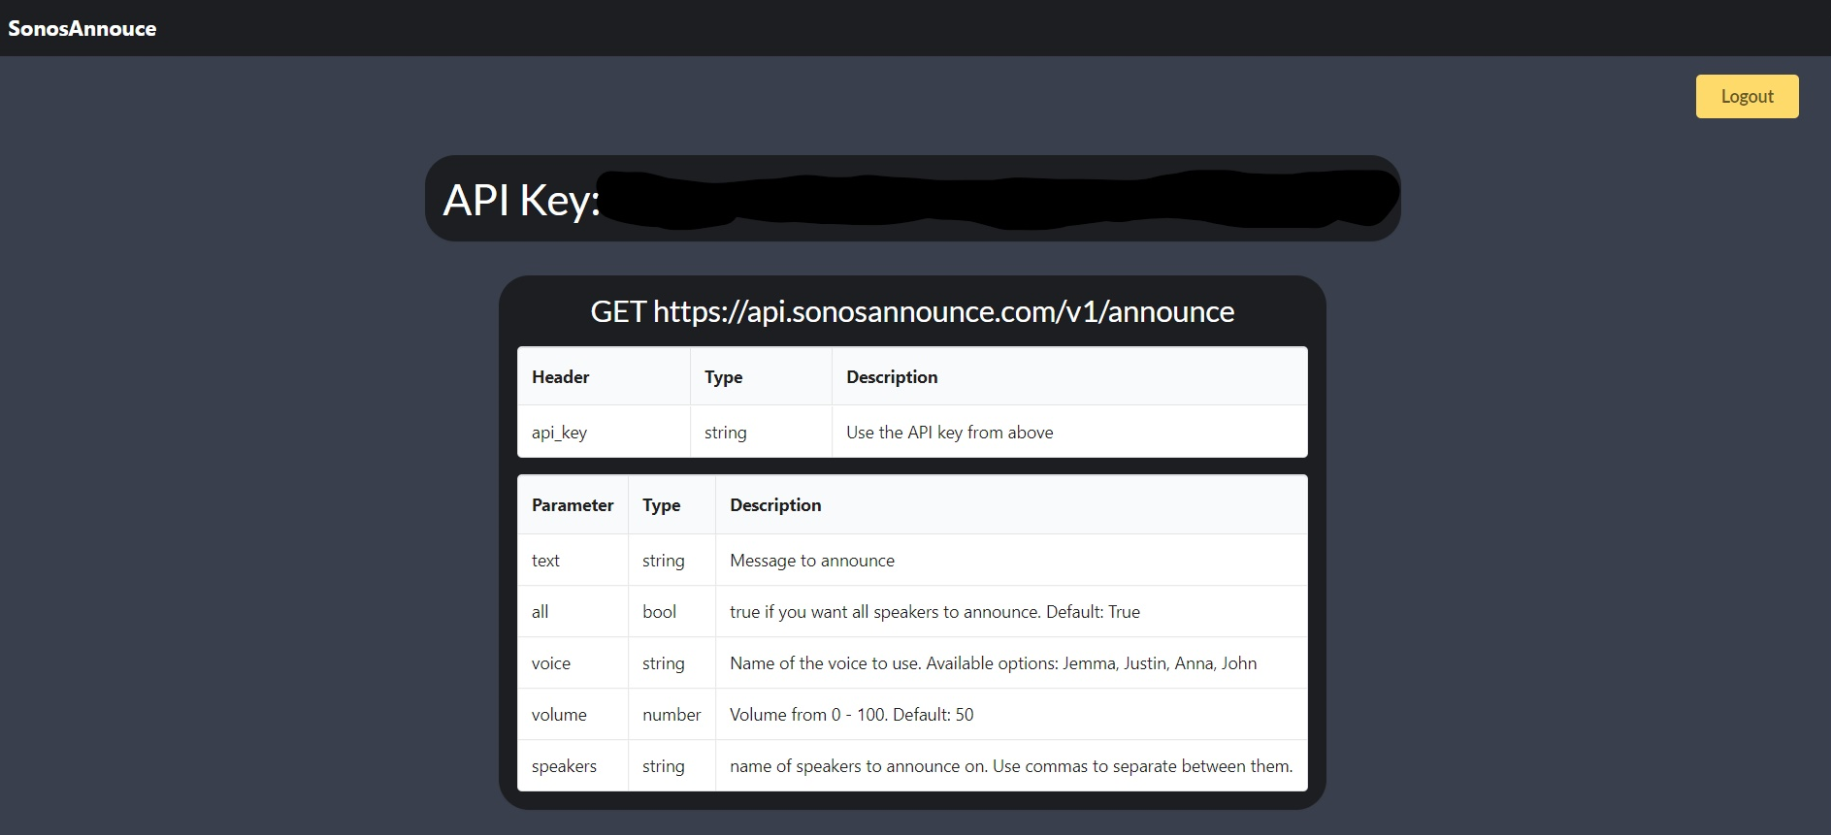 SonosAnnouce
Logout
API Key:
GET https://api.sonosannounce.com/v1/announce
Header Type Description
api_key string Use the API key from above
Parameter Type Description
text string Message to announce
all bool true if you want all speakers to announce. Default: True
voice string Name of the voice to use. Available options: Jemma, Justin, Anna, John
volume number Volume from 0 - 100. Default: 50
speakers string name of speakers to announce on. Use commas to separate between them.